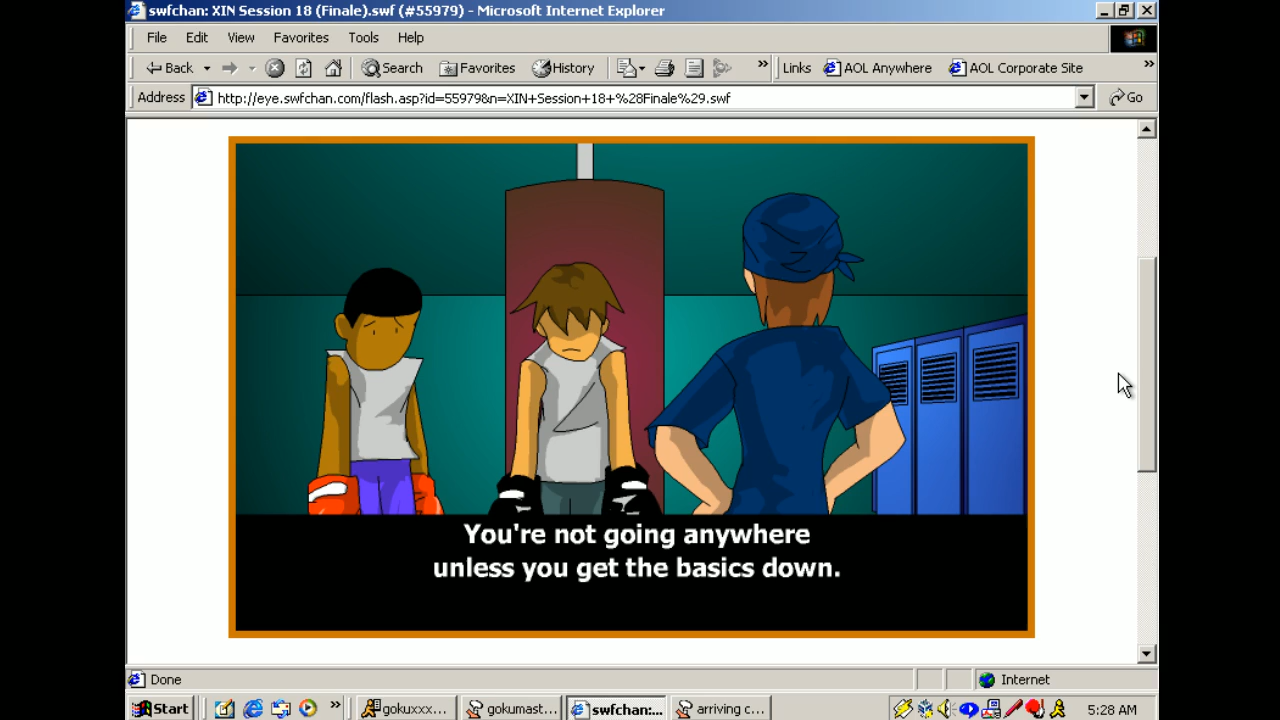 swfchan: XIN Session 18 (Finale).swf (#55979) - Microsoft Internet Explorer
File Edit View Favorites Tools Help
Back Search Favorites History » Links AOL Anywhere AOL Corporate Site »
Address http://eye.swfchan.com/flash.asp?id=55979&n=XIN+Session+18+%28Finale%29.swf Go
You're not going anywhere
unless you get the basics down.
Done Internet
Start » gokuxxx... gokumast... swfchan:... arriving c... 5:28 AM